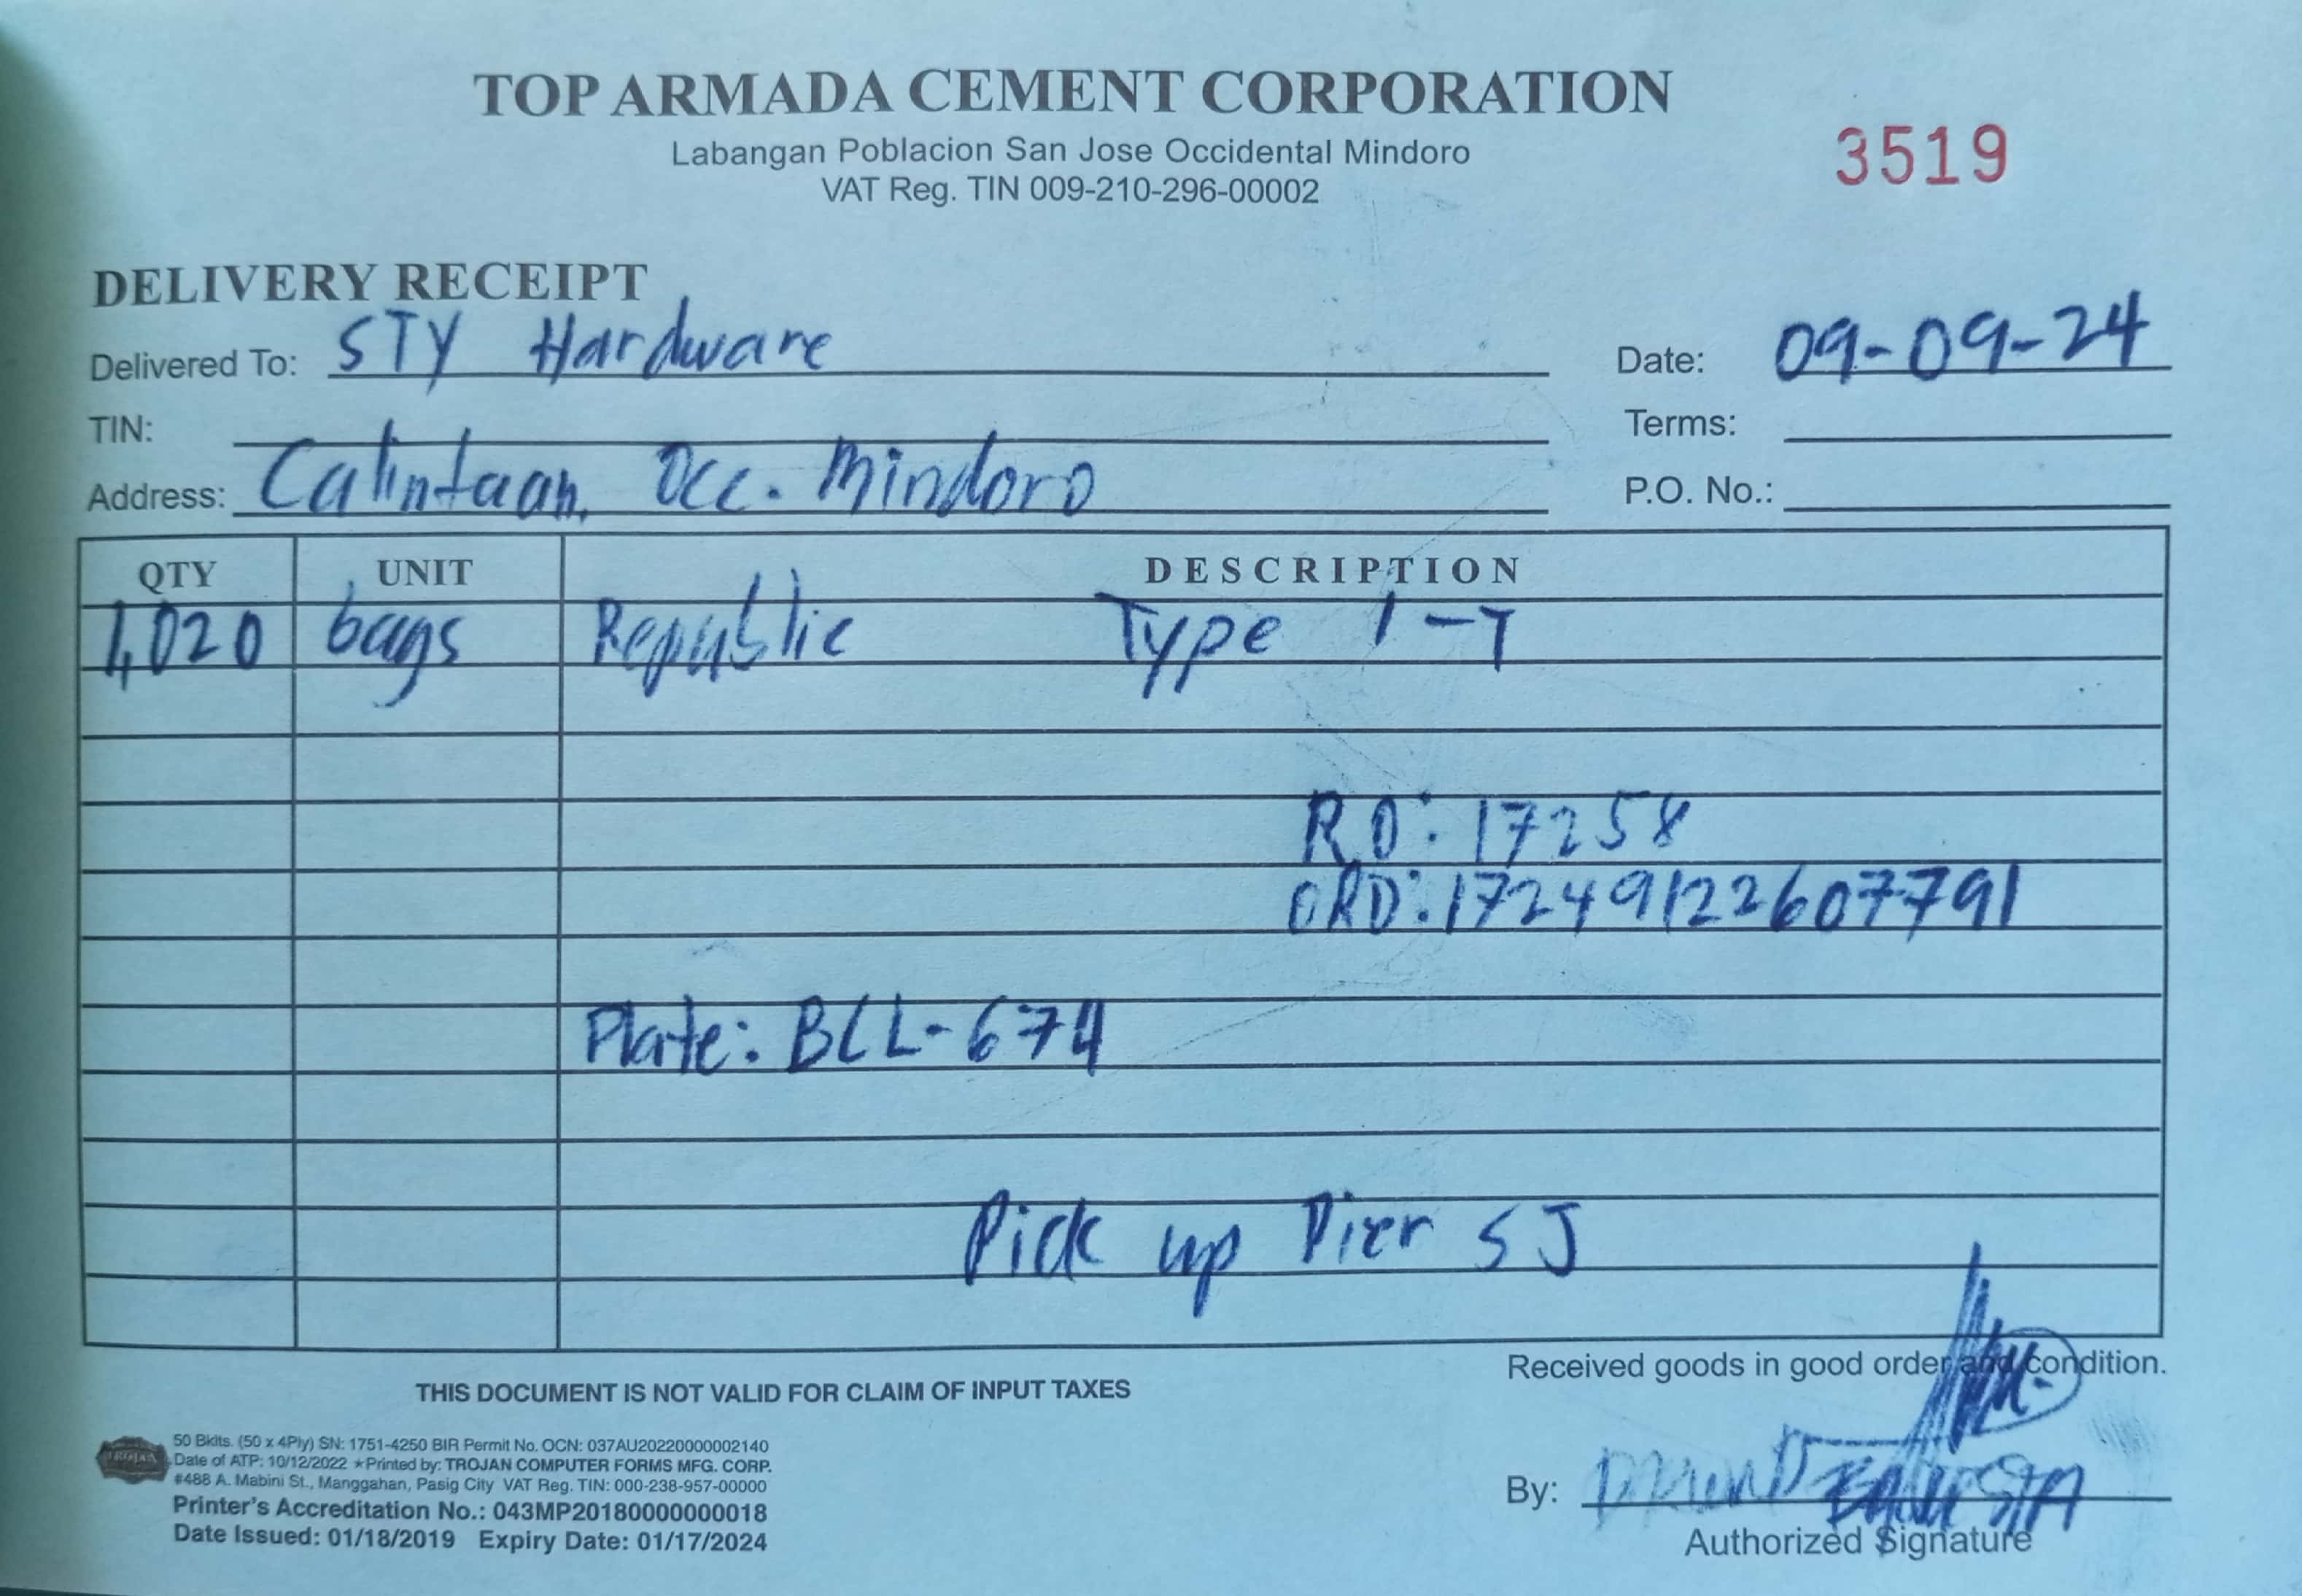 TOP ARMADA CEMENT CORPORATION
Labangan Poblacion San Jose Occidental Mindoro
VAT Reg. TIN 009-210-296-00002
3519
DELIVERY RECEIPT
Delivered To: STY Hardware
Date: 09-09-24
TIN:
Terms:
Address: Calintaan, Occ. Mindoro
P.O. No.:
QTY UNIT DESCRIPTION
1,020 bags Republic Type 1-T
RO: 17258
ORD: 17249122607791
Plate: BCL-674
Pick up Pier SJ
Received goods in good order and condition.
THIS DOCUMENT IS NOT VALID FOR CLAIM OF INPUT TAXES
50 Bklts. (50 x 4Ply) SN: 1751-4250 BIR Permit No. OCN: 037AU20220000002140
Date of ATP: 10/12/2022 ★Printed by: TROJAN COMPUTER FORMS MFG. CORP.
#488 A. Mabini St., Manggahan, Pasig City VAT Reg. TIN: 000-238-957-00000
Printer's Accreditation No.: 043MP20180000000018
Date Issued: 01/18/2019 Expiry Date: 01/17/2024
TROJAN
By:
Authorized Signature